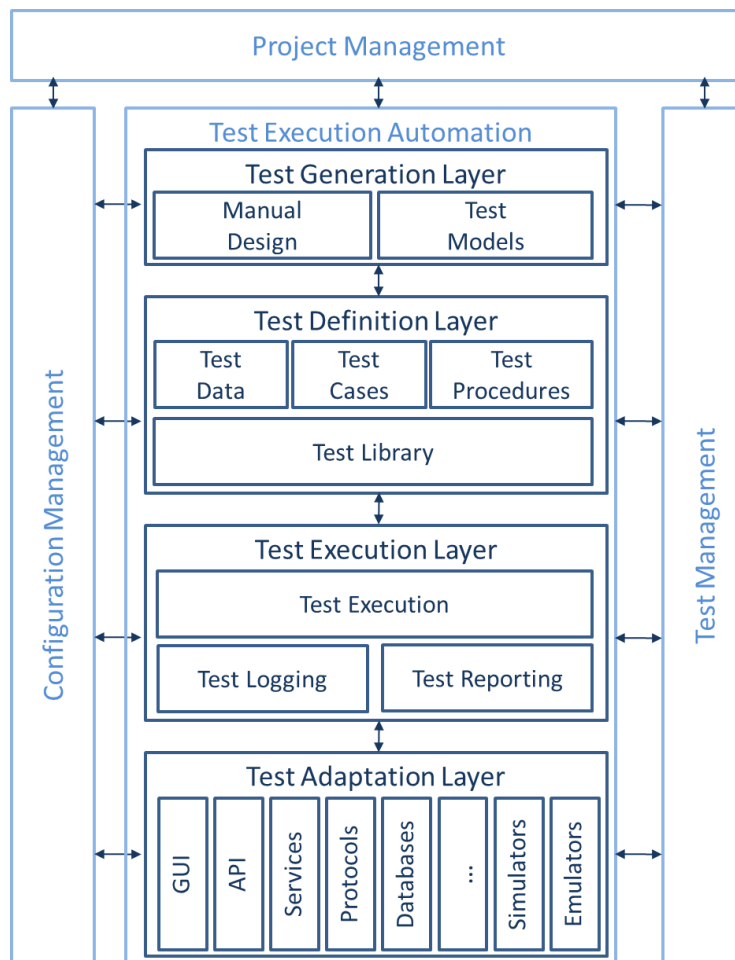 Project Management
Configuration Management
Test Execution Automation
Test Generation Layer
Manual
Design
Test
Models
Test Definition Layer
Test
Data
Test
Cases
Test
Procedures
Test Library
Test Execution Layer
Test Execution
Test Logging
Test Reporting
Test Adaptation Layer
GUI
API
Services
Protocols
Databases
...
Simulators
Emulators
Test Management